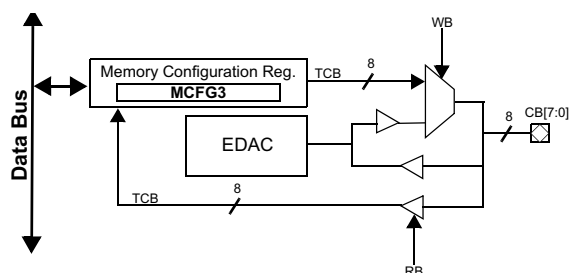 WB
Memory Configuration Reg.
MCFG3
TCB
8
8
CB[7:0]
Data Bus
EDAC
TCB
8
RB